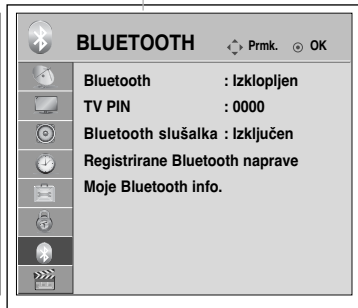 BLUETOOTH Prmk. OK
Bluetooth : Izklopljen
TV PIN : 0000
Bluetooth slušalka : Izključen
Registrirane Bluetooth naprave
Moje Bluetooth info.